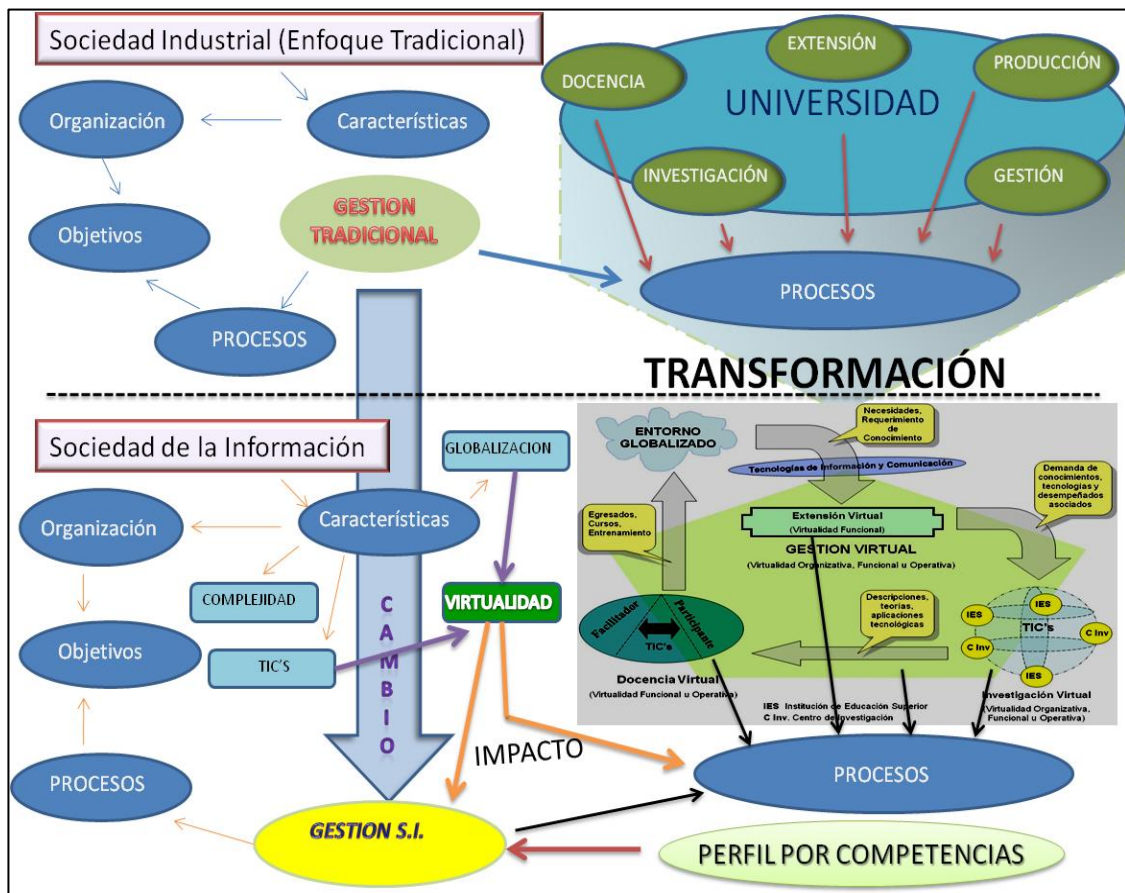 Sociedad Industrial (Enfoque Tradicional)
Organización
Características
Objetivos
GESTION
TRADICIONAL
PROCESOS
DOCENCIA
EXTENSIÓN
PRODUCCIÓN
UNIVERSIDAD
INVESTIGACIÓN
GESTIÓN
PROCESOS
TRANSFORMACIÓN
Sociedad de la Información
Organización
Características
GLOBALIZACION
COMPLEJIDAD
VIRTUALIDAD
Objetivos
TIC'S
CAMBIO
PROCESOS
IMPACTO
GESTION S.I.
ENTORNO
GLOBALIZADO
Necesidades,
Requerimiento
de
Conocimiento
Tecnologías de Información y Comunicación
Demanda de
conocimientos,
tecnologías y
desempeñados
asociados
Egresados,
Cursos,
Entrenamiento
Extensión Virtual
(Virtualidad Funcional)
GESTION VIRTUAL
(Virtualidad Organizativa, Funcional u Operativa)
Descripciones,
teorías,
aplicaciones
tecnológicas
Facilitador
Participante
TIC's
Docencia Virtual
(Virtualidad Funcional u Operativa)
IES
IES
TIC's
C Inv
C Inv
IES
Investigación Virtual
(Virtualidad Organizativa,
Funcional u Operativa)
IES Institución de Educación Superior
C Inv. Centro de Investigación
PROCESOS
PERFIL POR COMPETENCIAS